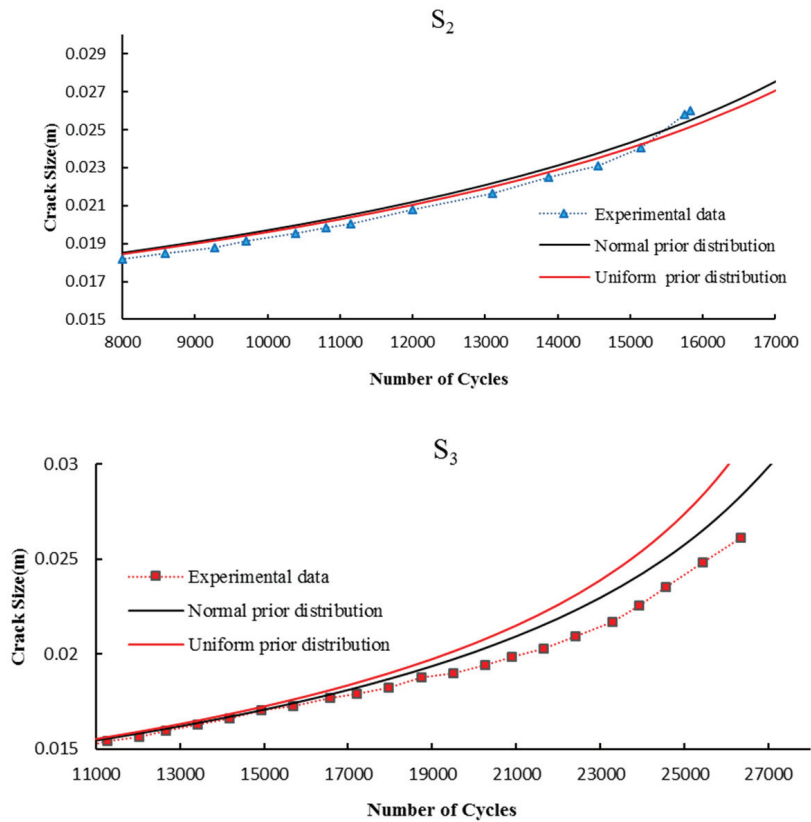 S2
Crack Size(m)
0.029
0.027
0.025
0.023
0.021
0.019
0.017
0.015
Experimental data
Normal prior distribution
Uniform prior distribution
8000 9000 10000 11000 12000 13000 14000 15000 16000 17000
Number of Cycles
S3
Crack Size(m)
0.03
0.025
0.02
0.015
Experimental data
Normal prior distribution
Uniform prior distribution
11000 13000 15000 17000 19000 21000 23000 25000 27000
Number of Cycles